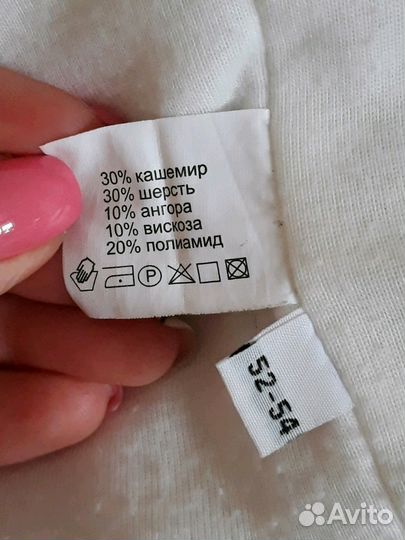 30% кашемир
30% шерсть
10% ангора
10% вискоза
20% полиамид
P
52-54
Avito